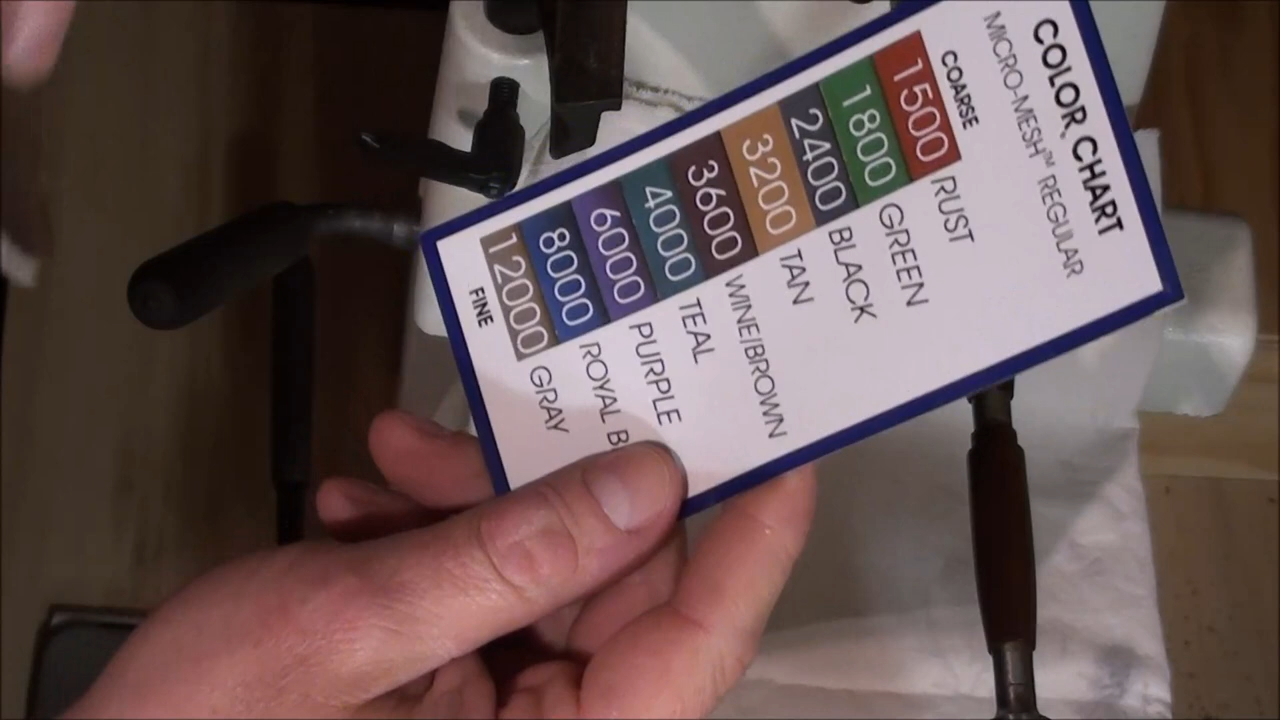 COLOR CHART
MICRO-MESH™ REGULAR
COARSE
1500 RUST
1800 GREEN
2400 BLACK
3200 TAN
3600 WINE/BROWN
4000 TEAL
6000 PURPLE
8000 ROYAL
12000 GRAY
FINE